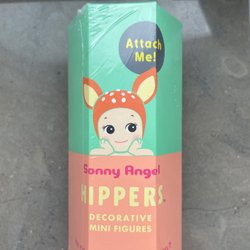 Attach
Me!
Sonny Angel
HIPPERS
DECORATIVE
MINI FIGURES